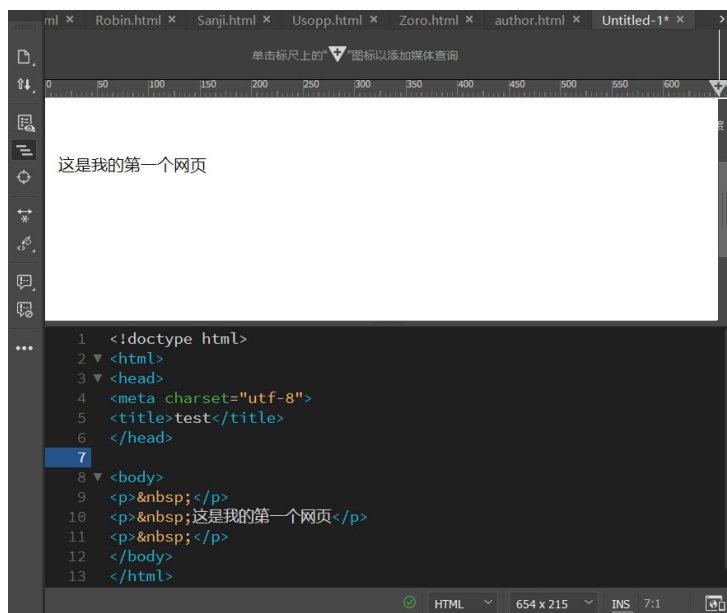 ml × Robin.html × Sanji.html × Usopp.html × Zoro.html × author.html × Untitled-1* ×
单击标尺上的“ ”图标以添加媒体查询
0 50 100 150 200 250 300 350 400 450 500 550 600
这是我的第一个网页
1 <!doctype html>
2 <html>
3 <head>
4 <meta charset="utf-8">
5 <title>test</title>
6 </head>
7
8 <body>
9 <p>&nbsp;</p>
10 <p>&nbsp;这是我的第一个网页</p>
11 <p>&nbsp;</p>
12 </body>
13 </html>
HTML 654 x 215 INS 7:1